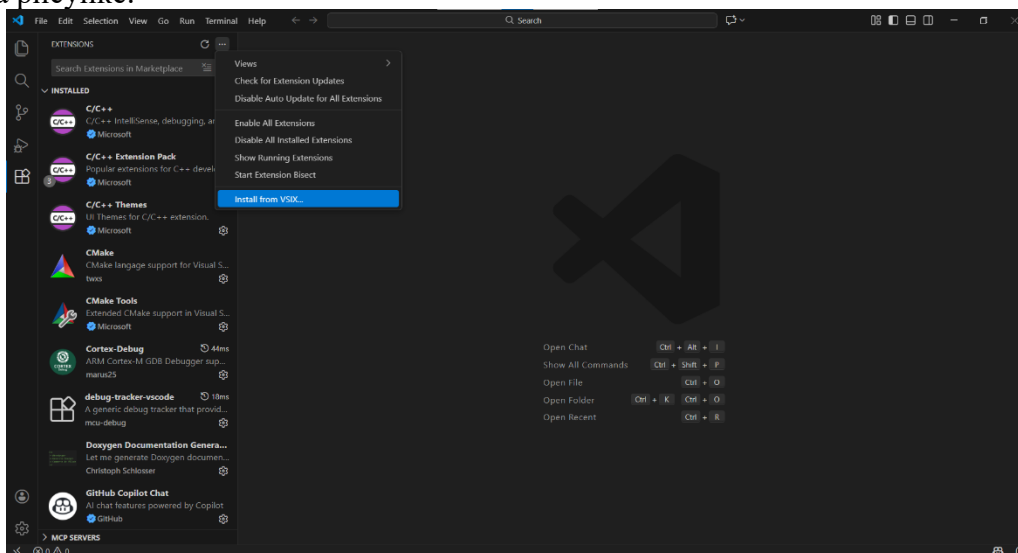 рисунке.
File Edit Selection View Go Run Terminal Help
Search
EXTENSIONS
Search Extensions in Marketplace
INSTALLED
C/C++
C/C++ IntelliSense, debugging, ar
Microsoft
C/C++ Extension Pack
Popular extensions for C++ devel
Microsoft
3
C/C++ Themes
UI Themes for C/C++ extension.
Microsoft
CMake
CMake langage support for Visual S...
twxs
CMake Tools
Extended CMake support in Visual S...
Microsoft
Cortex-Debug 44ms
ARM Cortex-M GDB Debugger sup...
marus25
debug-tracker-vscode 18ms
A generic debug tracker that provid...
mcu-debug
Doxygen Documentation Genera...
Let me generate Doxygen documen...
Christoph Schlosser
GitHub Copilot Chat
AI chat features powered by Copilot
GitHub
MCP SERVERS
0 0
Views
Check for Extension Updates
Disable Auto Update for All Extensions
Enable All Extensions
Disable All Installed Extensions
Show Running Extensions
Start Extension Bisect
Install from VSIX...
Open Chat Ctrl + Alt + I
Show All Commands Ctrl + Shift + P
Open File Ctrl + O
Open Folder Ctrl + K Ctrl + O
Open Recent Ctrl + R